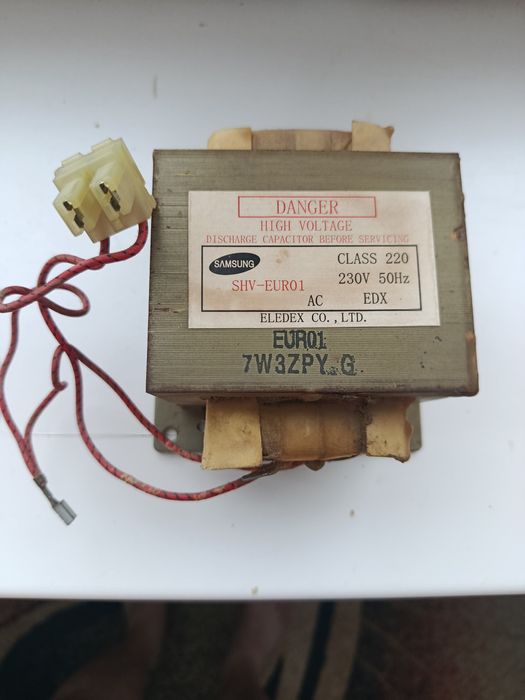 DANGER
HIGH VOLTAGE
DISCHARGE CAPACITOR BEFORE SERVICING
SAMSUNG CLASS 220
SHV-EUR01 230V 50Hz
AC EDX
ELEDEX CO.,LTD.
EUR01
7W3ZPY G